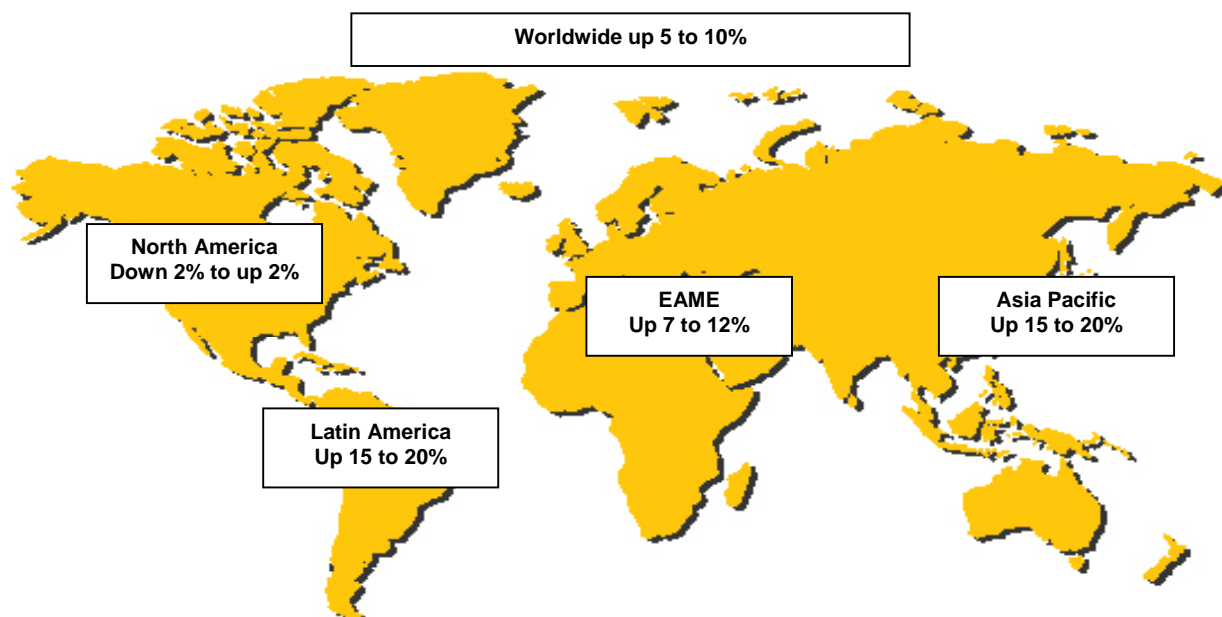 Worldwide up 5 to 10%
North America
Down 2% to up 2%
EAME
Up 7 to 12%
Asia Pacific
Up 15 to 20%
Latin America
Up 15 to 20%